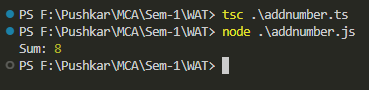 PS F:\Pushkar\MCA\Sem-1\WAT> tsc .\addnumber.ts
PS F:\Pushkar\MCA\Sem-1\WAT> node .\addnumber.js
Sum: 8
PS F:\Pushkar\MCA\Sem-1\WAT>